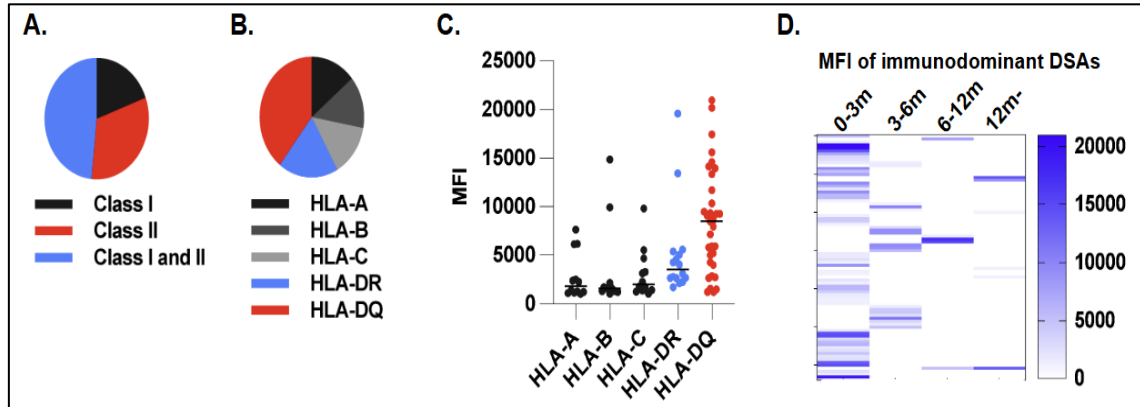 A.
B.
C.
D.
Class I
Class II
Class I and II
HLA-A
HLA-B
HLA-C
HLA-DR
HLA-DQ
MFI
25000
20000
15000
10000
5000
0
HLA-A
HLA-B
HLA-C
HLA-DR
HLA-DQ
MFI of immunodominant DSAs
0-3m
3-6m
6-12m
12m-
20000
15000
10000
5000
0